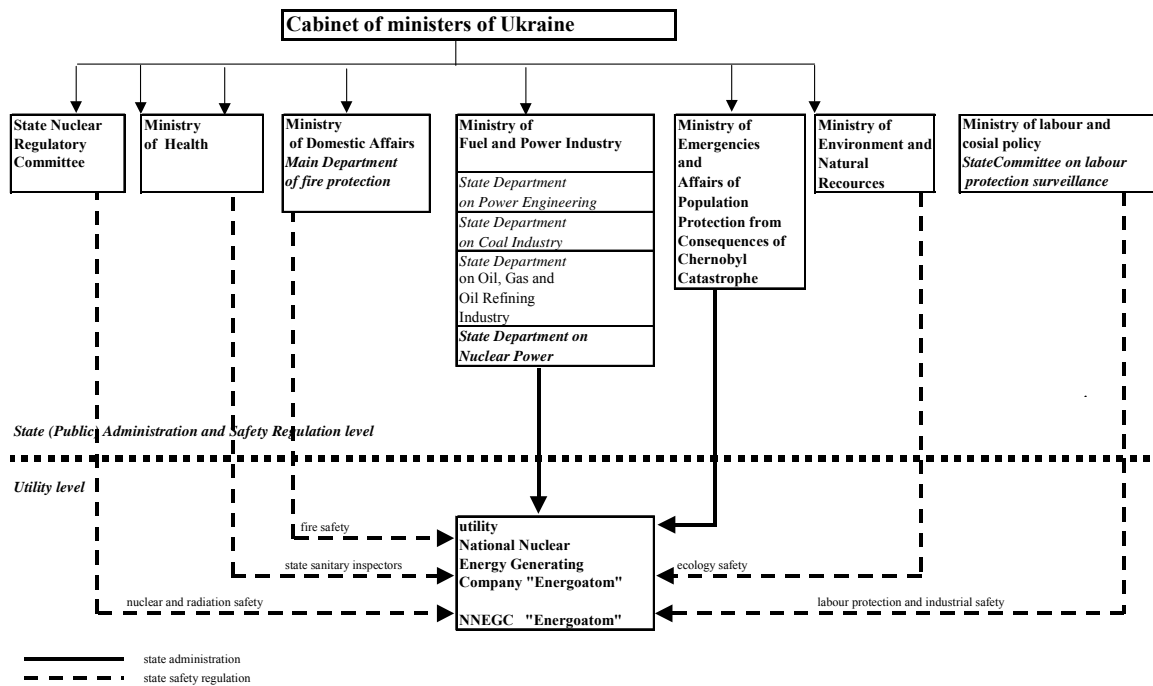 Cabinet of ministers of Ukraine
State Nuclear
Regulatory
Committee
Ministry
of Health
Ministry
of Domestic Affairs
Main Department
of fire protection
Ministry of
Fuel and Power Industry
State Department
on Power Engineering
State Department
on Coal Industry
State Department
on Oil, Gas and
Oil Refining
Industry
State Department on
Nuclear Power
Ministry of
Emergencies
and
Affairs of
Population
Protection from
Consequences of
Chernobyl
Catastrophe
Ministry of
Environment and
Natural
Recources
Ministry of labour and
cosial policy
StateCommittee on labour
protection surveillance
State (Public) Administration and Safety Regulation level
Utility level
fire safety
state sanitary inspectors
nuclear and radiation safety
utility
National Nuclear
Energy Generating
Company "Energoatom"
NNEGC "Energoatom"
ecology safety
labour protection and industrial safety
state administration
state safety regulation